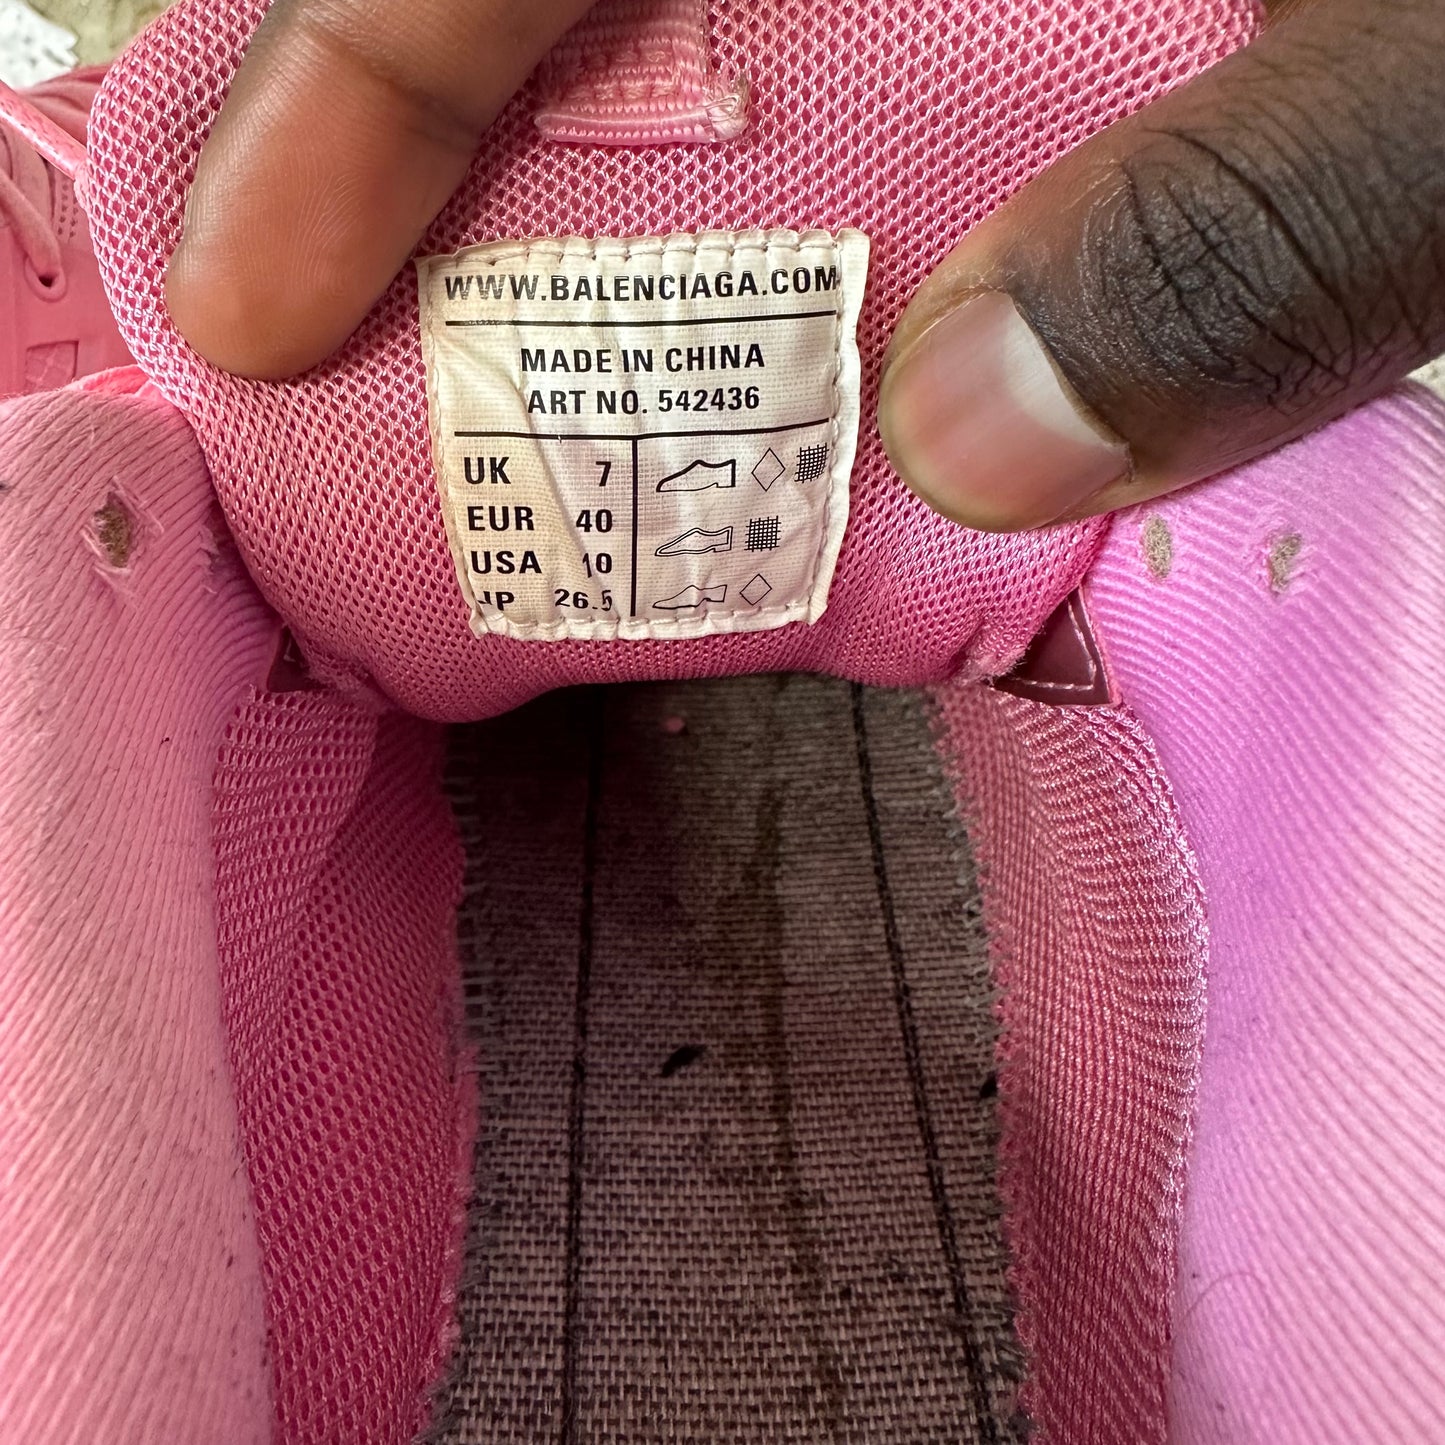 WWW.BALENCIAGA.COM
MADE IN CHINA
ART NO. 542436
UK 7
EUR 40
USA 10
JP 26.5